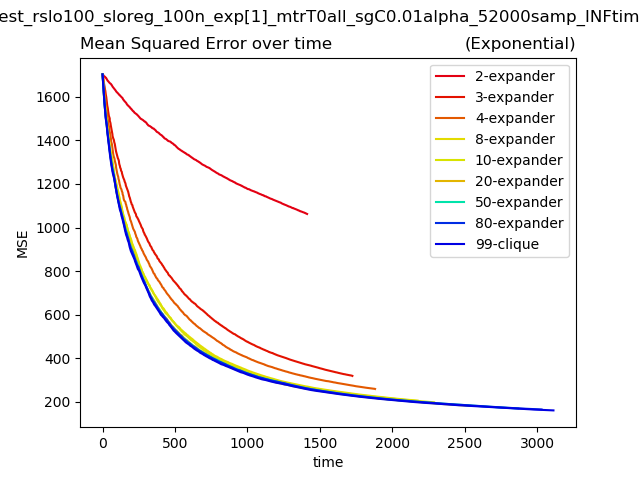 est_rslo100_sloreg_100n_exp[1]_mtrT0all_sgC0.01alpha_52000samp_INFtim
Mean Squared Error over time (Exponential)
2-expander
3-expander
4-expander
8-expander
10-expander
20-expander
50-expander
80-expander
99-clique
1600
1400
1200
1000
800
600
400
200
MSE
0 500 1000 1500 2000 2500 3000
time